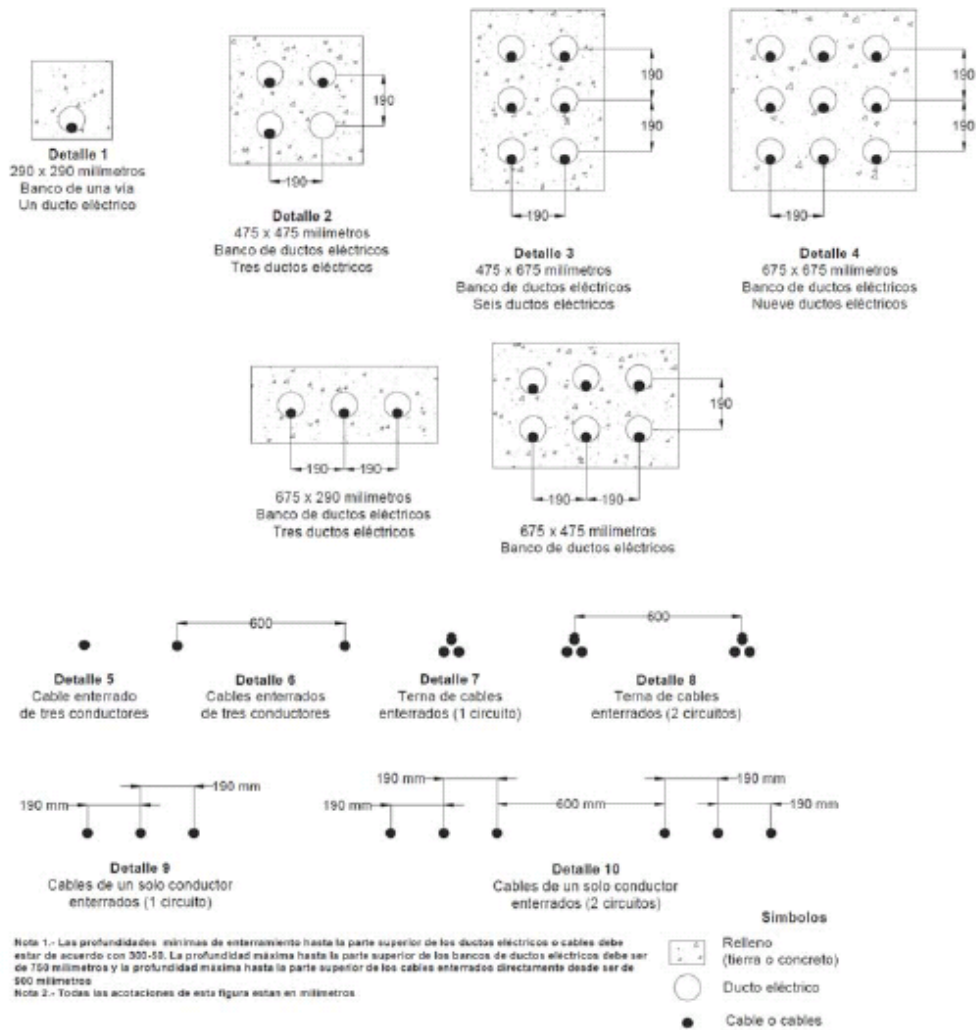 190
190
190
190
190
190
Detalle 1
290 x 290 milímetros
Banco de una vía
Un ducto eléctrico
190
Detalle 2
475 x 475 milímetros
Banco de ductos eléctricos
Tres ductos eléctricos
190
Detalle 3
475 x 675 milímetros
Banco de ductos eléctricos
Seis ductos eléctricos
190
Detalle 4
675 x 675 milímetros
Banco de ductos eléctricos
Nueve ductos eléctricos
190 190
675 x 290 milímetros
Banco de ductos eléctricos
Tres ductos eléctricos
190 190
675 x 475 milímetros
Banco de ductos eléctricos
600
600
Detalle 5
Cable enterrado
de tres conductores
Detalle 6
Cables enterrados
de tres conductores
Detalle 7
Terna de cables
enterrados (1 circuito)
Detalle 8
Terna de cables
enterrados (2 circuitos)
190 mm
190 mm
Detalle 9
Cables de un solo conductor
enterrados (1 circuito)
190 mm
190 mm
600 mm
190 mm
190 mm
Detalle 10
Cables de un solo conductor
enterrados (2 circuitos)
Nota 1.- Las profundidades mínimas de enterramiento hasta la parte superior de los ductos eléctricos o cables debe
estar de acuerdo con 300-50. La profundidad máxima hasta la parte superior de los bancos de ductos eléctricos debe ser
de 750 milímetros y la profundidad máxima hasta la parte superior de los cables enterrados directamente desde ser de
900 milímetros
Nota 2.- Todas las acotaciones de esta figura estan en milímetros
Símbolos
Relleno
(tierra o concreto)
Ducto eléctrico
Cable o cables